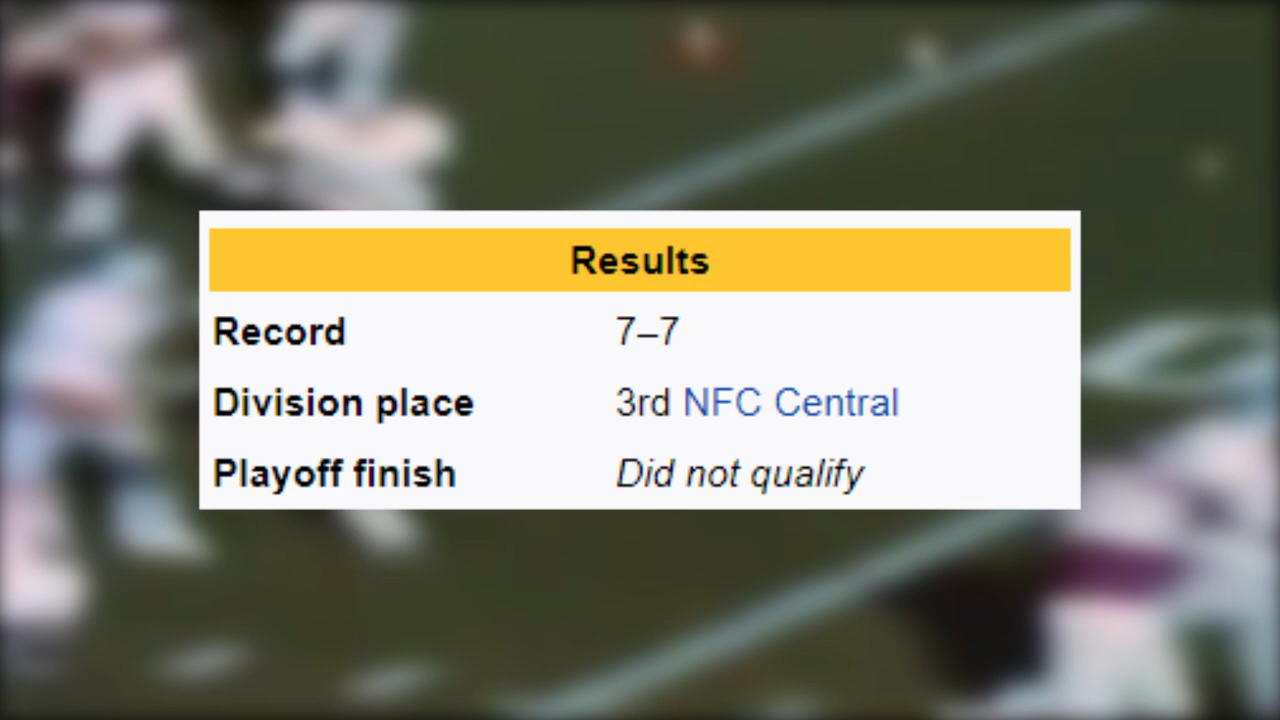 Results
Record 7–7
Division place 3rd NFC Central
Playoff finish Did not qualify